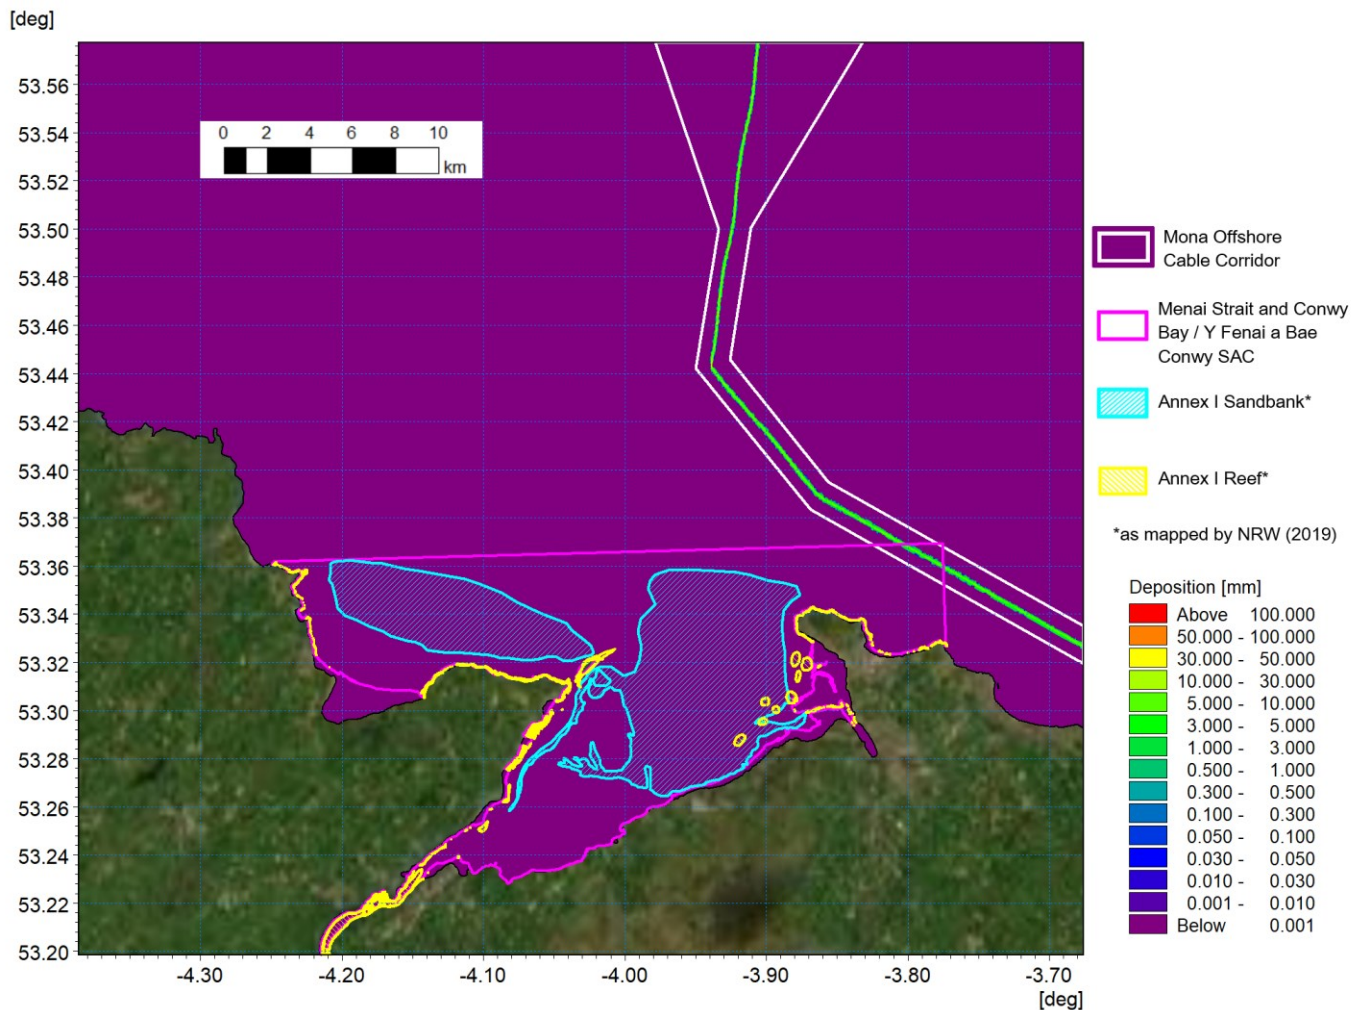 [deg]
53.56
53.54
53.52
53.50
53.48
53.46
53.44
53.42
53.40
53.38
53.36
53.34
53.32
53.30
53.28
53.26
53.24
53.22
53.20
0 2 4 6 8 10
km
-4.30 -4.20 -4.10 -4.00 -3.90 -3.80 -3.70
[deg]
Mona Offshore
Cable Corridor
Menai Strait and Conwy
Bay / Y Fenai a Bae
Conwy SAC
Annex I Sandbank*
Annex I Reef*
*as mapped by NRW (2019)
Deposition [mm]
Above 100.000
50.000 - 100.000
30.000 - 50.000
10.000 - 30.000
5.000 - 10.000
3.000 - 5.000
1.000 - 3.000
0.500 - 1.000
0.300 - 0.500
0.100 - 0.300
0.050 - 0.100
0.030 - 0.050
0.010 - 0.030
0.001 - 0.010
Below 0.001